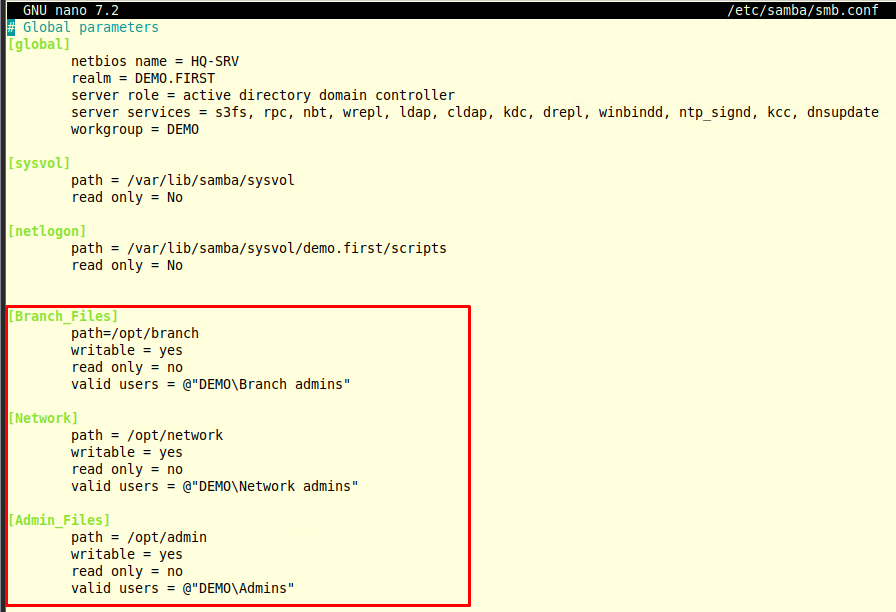 GNU nano 7.2 /etc/samba/smb.conf
# Global parameters
[global]
netbios name = HQ-SRV
realm = DEMO.FIRST
server role = active directory domain controller
server services = s3fs, rpc, nbt, wrepl, ldap, cldap, kdc, drepl, winbindd, ntp_signd, kcc, dnsupdate
workgroup = DEMO
[sysvol]
path = /var/lib/samba/sysvol
read only = No
[netlogon]
path = /var/lib/samba/sysvol/demo.first/scripts
read only = No
[Branch_Files]
path=/opt/branch
writable = yes
read only = no
valid users = @"DEMO\Branch admins"
[Network]
path = /opt/network
writable = yes
read only = no
valid users = @"DEMO\Network admins"
[Admin_Files]
path = /opt/admin
writable = yes
read only = no
valid users = @"DEMO\Admins"